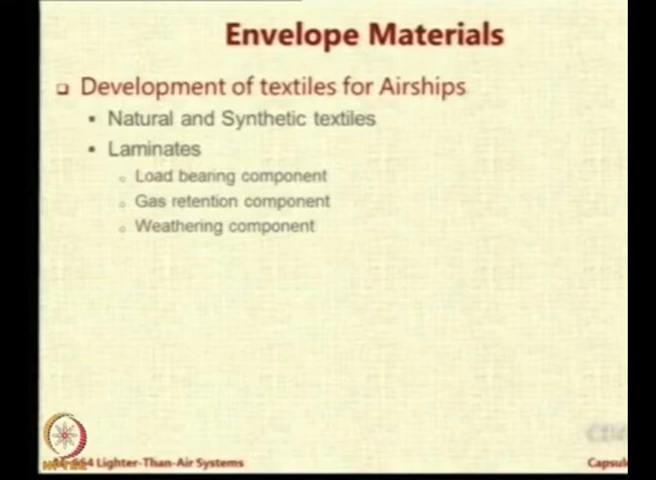 Envelope Materials
Development of textiles for Airships
Natural and Synthetic textiles
Laminates
Load bearing component
Gas retention component
Weathering component
Lighter-Than-Air Systems